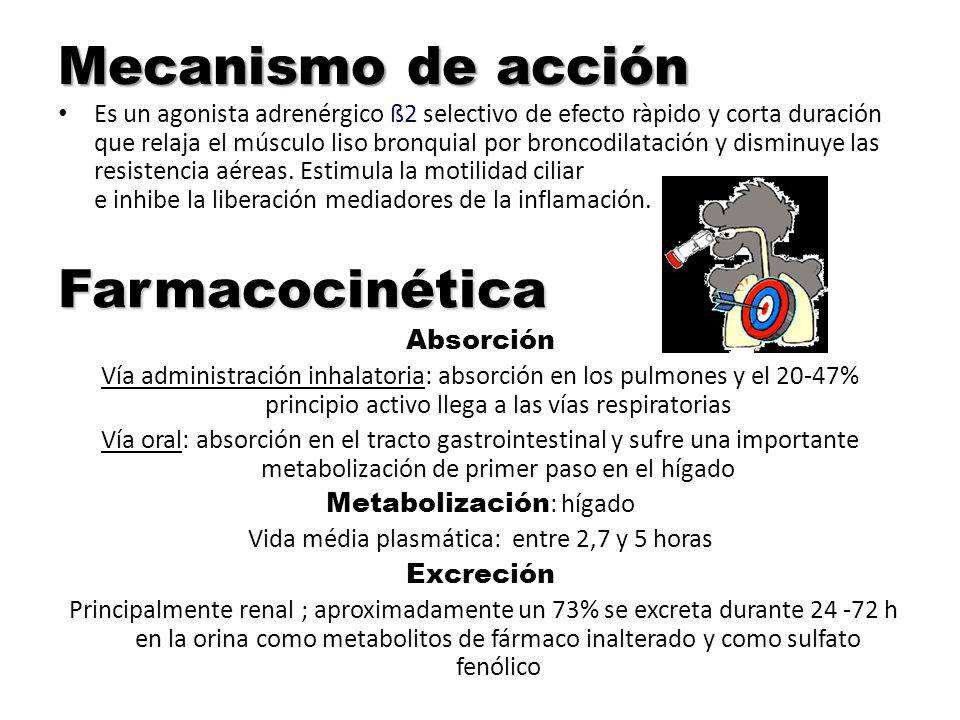 Mecanismo de acción
• Es un agonista adrenérgico ß2 selectivo de efecto ràpido y corta duración
que relaja el músculo liso bronquial por broncodilatación y disminuye las
resistencia aéreas. Estimula la motilidad ciliar
e inhibe la liberación mediadores de la inflamación.
Farmacocinética
Absorción
Vía administración inhalatoria: absorción en los pulmones y el 20-47%
principio activo llega a las vías respiratorias
Vía oral: absorción en el tracto gastrointestinal y sufre una importante
metabolización de primer paso en el hígado
Metabolización: hígado
Vida média plasmática: entre 2,7 y 5 horas
Excreción
Principalmente renal ; aproximadamente un 73% se excreta durante 24 -72 h
en la orina como metabolitos de fármaco inalterado y como sulfato
fenólico